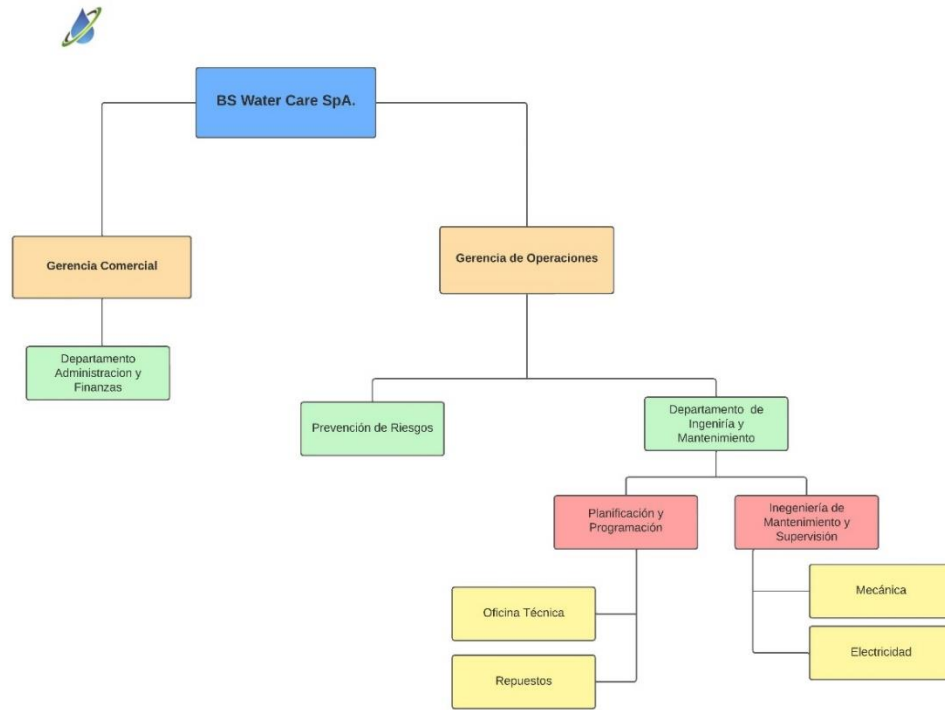 BS Water Care SpA.
Gerencia Comercial
Gerencia de Operaciones
Departamento
Administracion y
Finanzas
Prevención de Riesgos
Departamento de
Ingeniría y
Mantenimiento
Planificación y
Programación
Inegeniería de
Mantenimiento y
Supervisión
Oficina Técnica
Mecánica
Repuestos
Electricidad